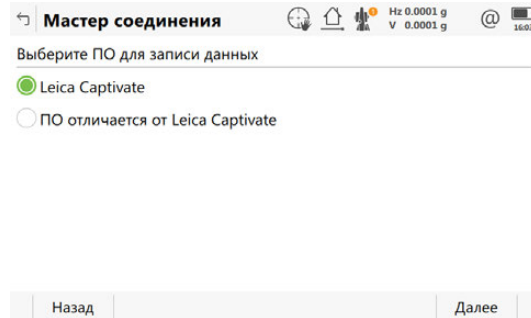 Мастер соединения
Hz 0.0001 g
V 0.0001 g
@
Выберите ПО для записи данных
Leica Captivate
ПО отличается от Leica Captivate
Назад
Далее